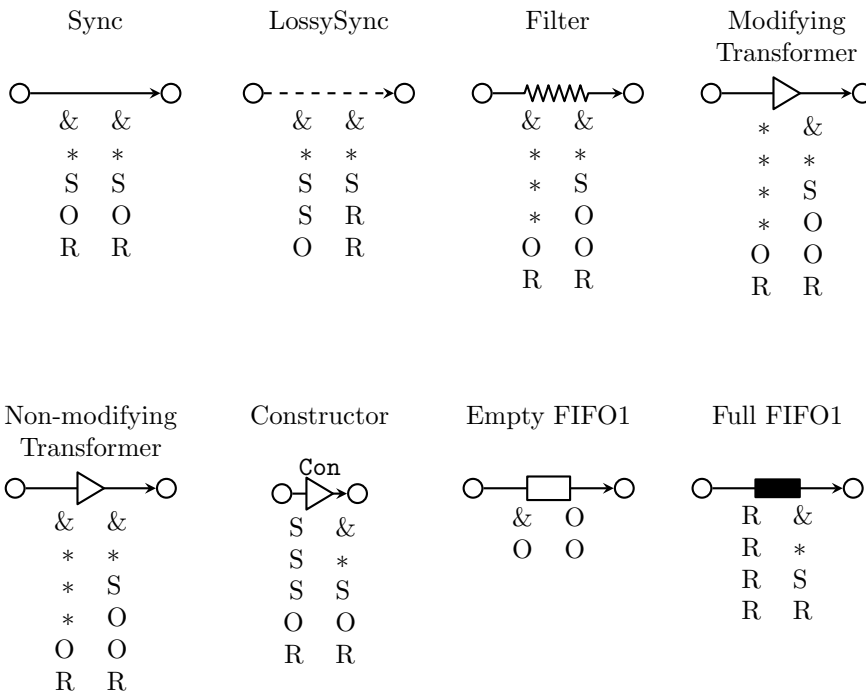 Sync LossySync Filter Modifying
Transformer
& & & & & & * &
* * * * * * * *
S S S S * S * S
O O S R * O * O
R R O R O O O O
R R R R
Non-modifying Constructor Empty FIFO1 Full FIFO1
Transformer
Con
& & S & & O R &
* * S * O O R *
* S S S R S
* O O O R R
O O R R
R R